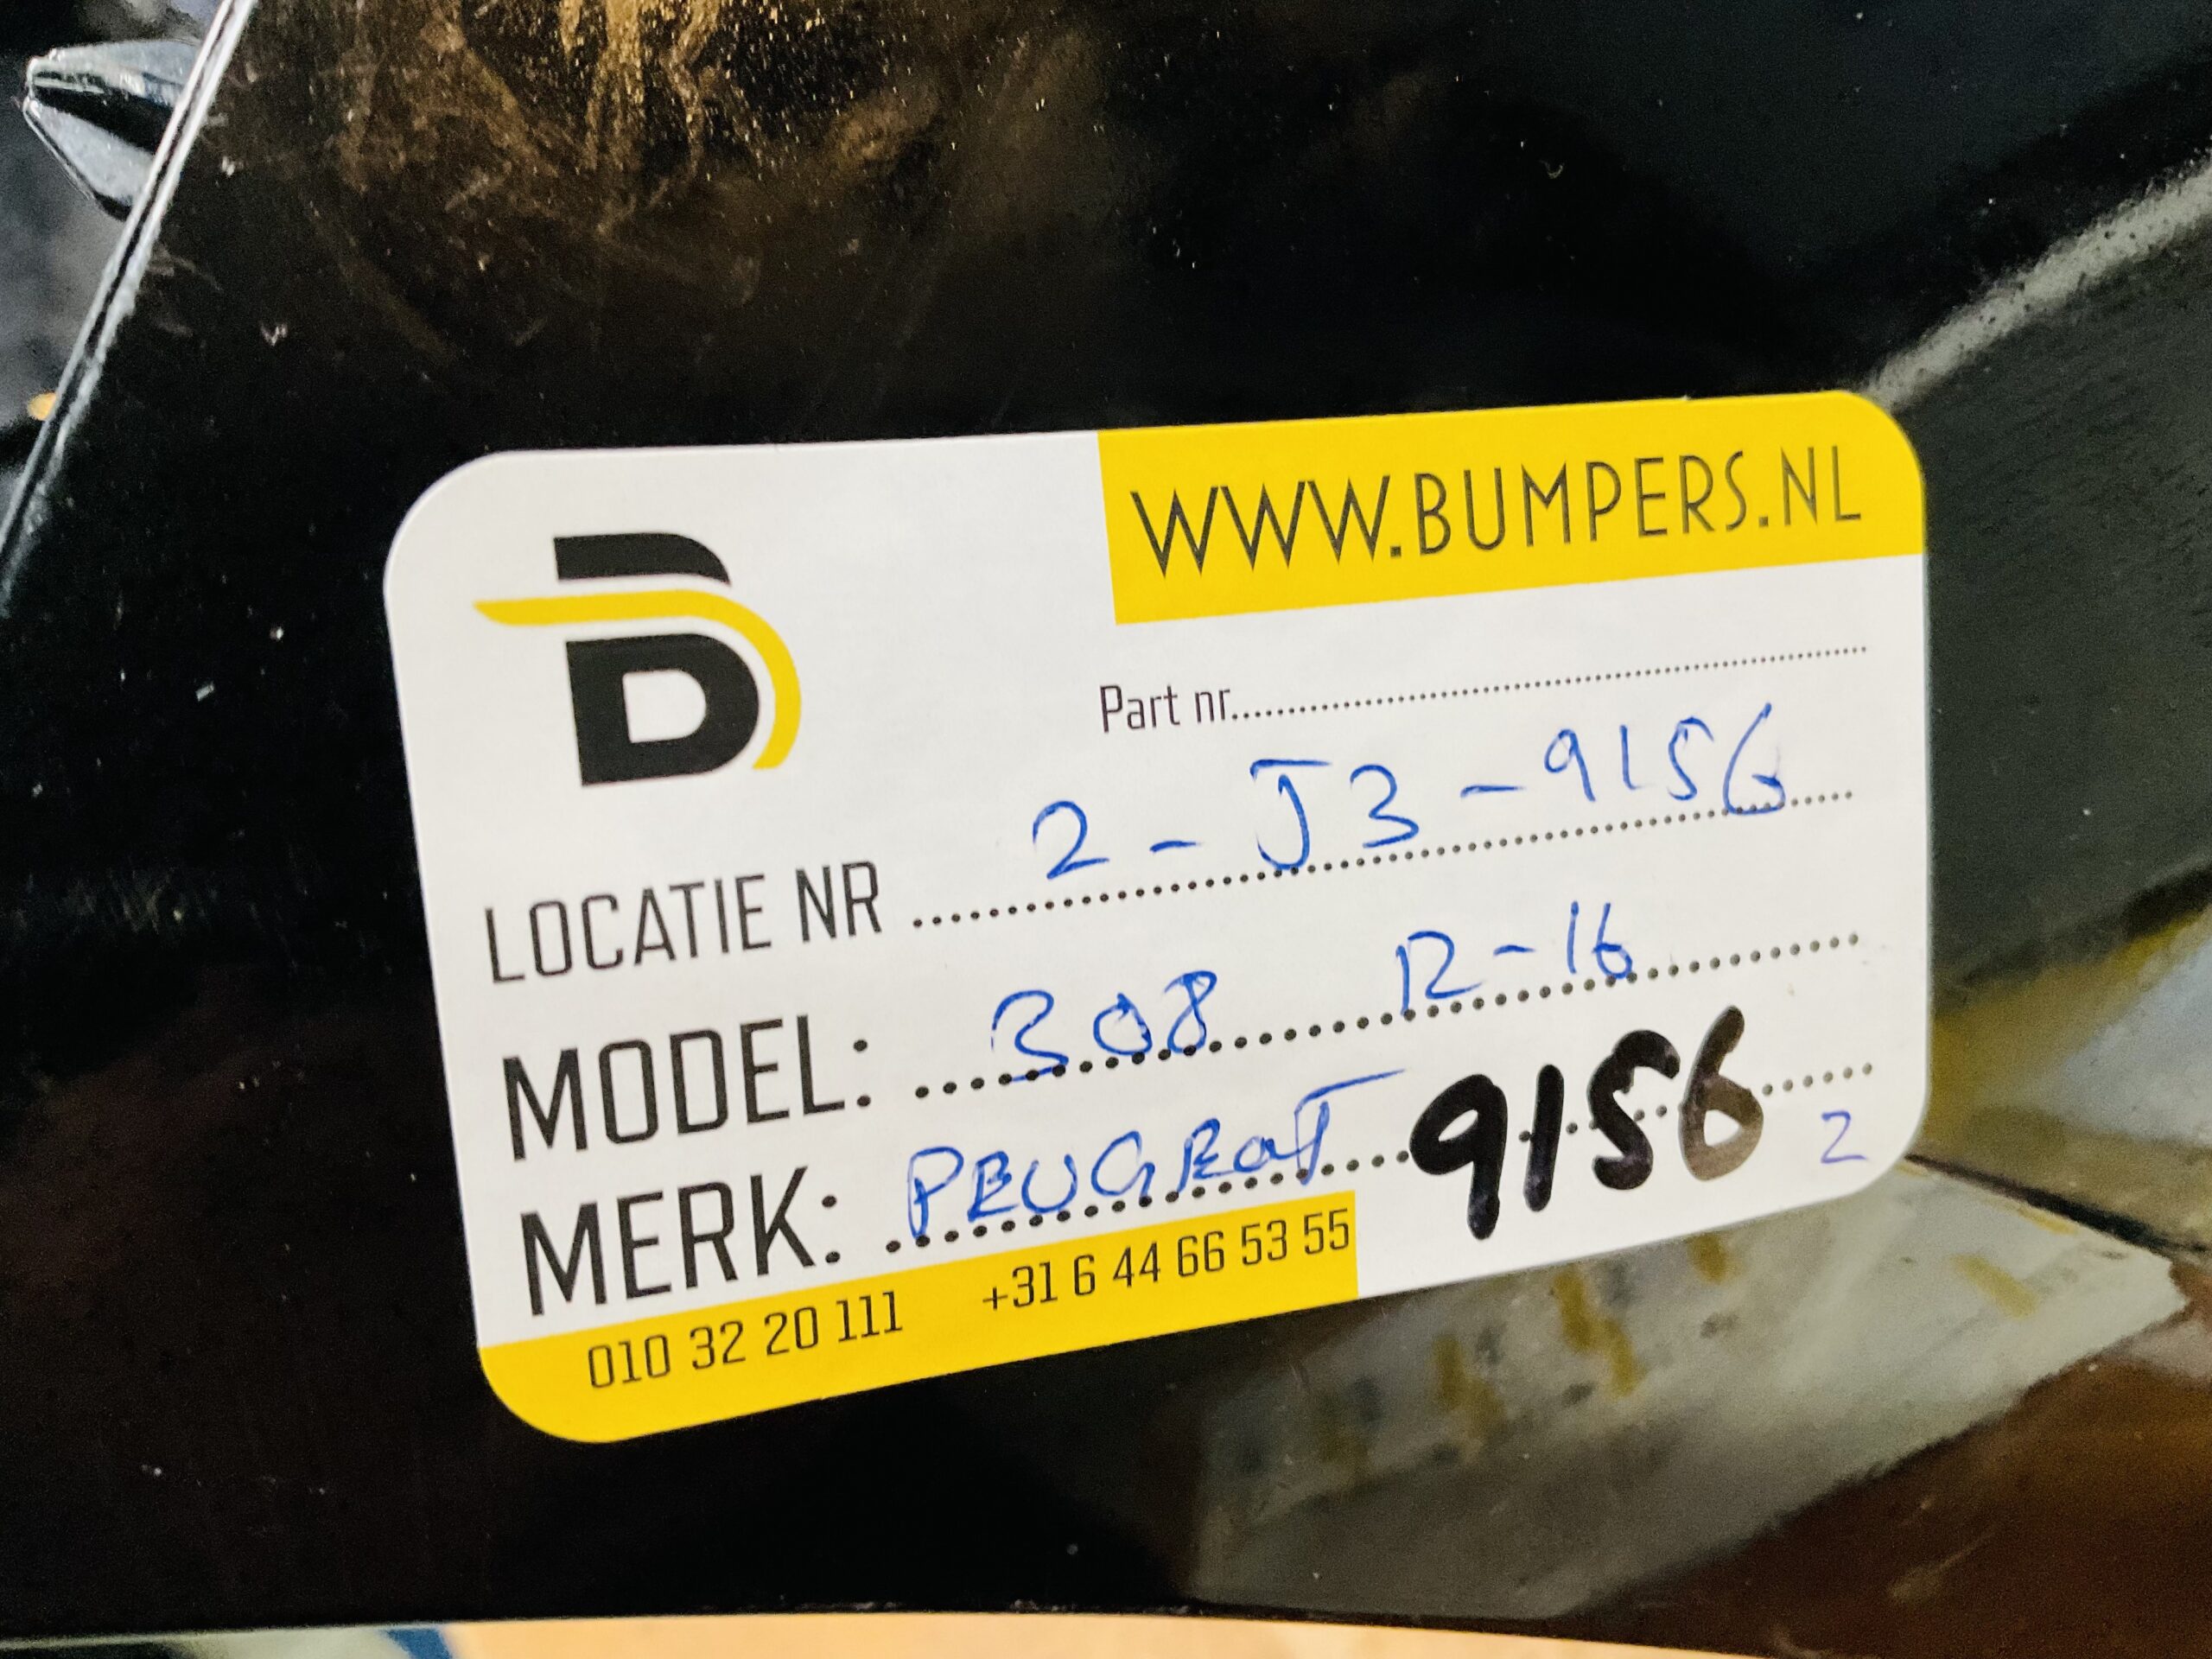 WWW.BUMPERS.NL
Part nr
LOCATIE NR 2-J3-9156
MODEL: 308 R-16
MERK: PEUGEOT 9156 2
010 32 20 111 +31 6 44 66 53 55